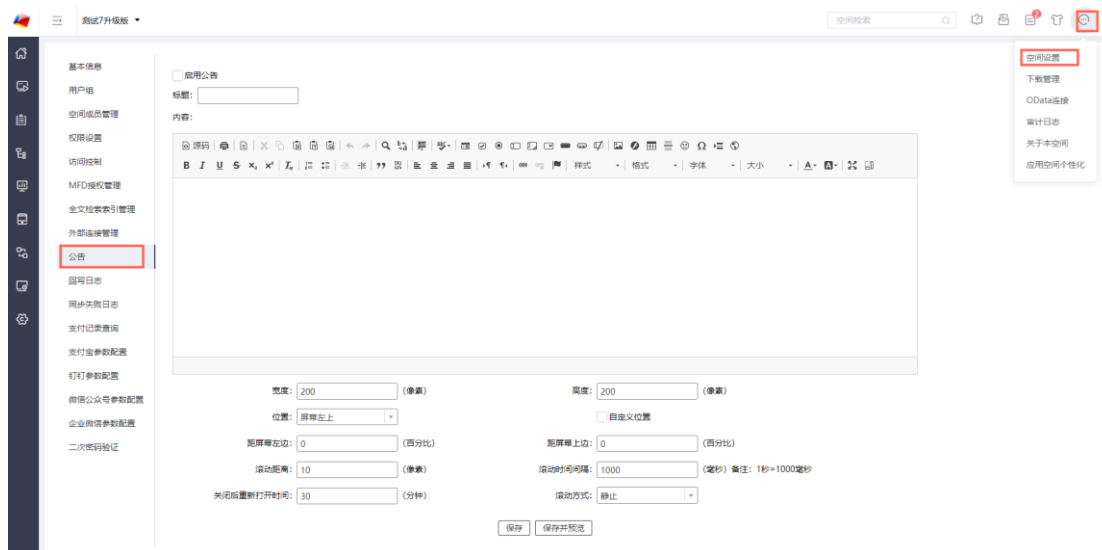 测试7升级版
空间检索
空间设置
下载管理
OData连接
审计日志
关于本空间
应用空间个性化
基本信息
用户组
空间成员管理
权限设置
访问控制
MFD授权管理
全文检索索引管理
外部连接管理
公告
回写日志
同步失败日志
支付记录查询
支付宝参数配置
钉钉参数配置
微信公众号参数配置
企业微信参数配置
二次密码验证
启用公告
标题:
内容:
源码
B I U S x₂ x² Iₓ 样式 格式 字体 大小 A A
宽度: 200 (像素) 高度: 200 (像素)
位置: 屏幕左上 自定义位置
距屏幕左边: 0 (百分比) 距屏幕上边: 0 (百分比)
滚动距离: 10 (像素) 滚动时间间隔: 1000 (毫秒) 备注: 1秒=1000毫秒
关闭后重新打开时间: 30 (分钟) 滚动方式: 静止
保存 保存并预览